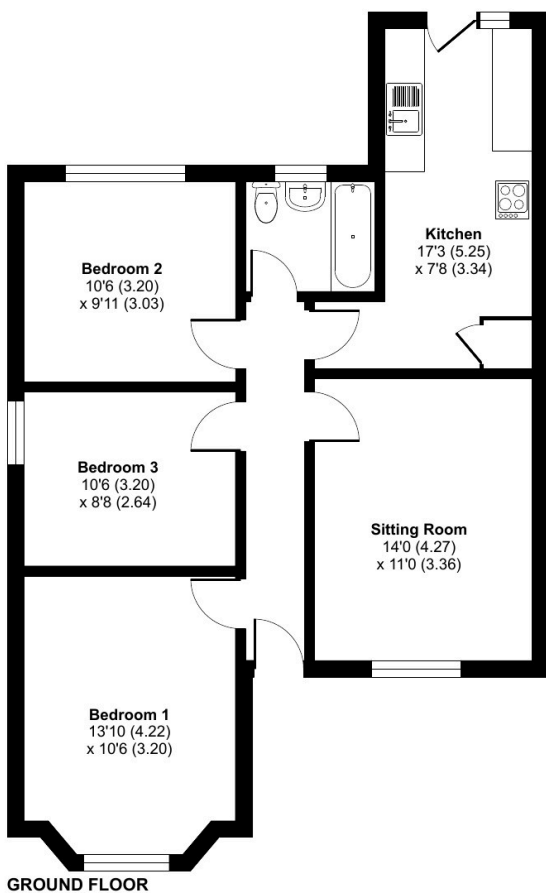 Kitchen
17'3 (5.25)
x 7'8 (3.34)
Bedroom 2
10'6 (3.20)
x 9'11 (3.03)
Bedroom 3
10'6 (3.20)
x 8'8 (2.64)
Sitting Room
14'0 (4.27)
x 11'0 (3.36)
Bedroom 1
13'10 (4.22)
x 10'6 (3.20)
GROUND FLOOR